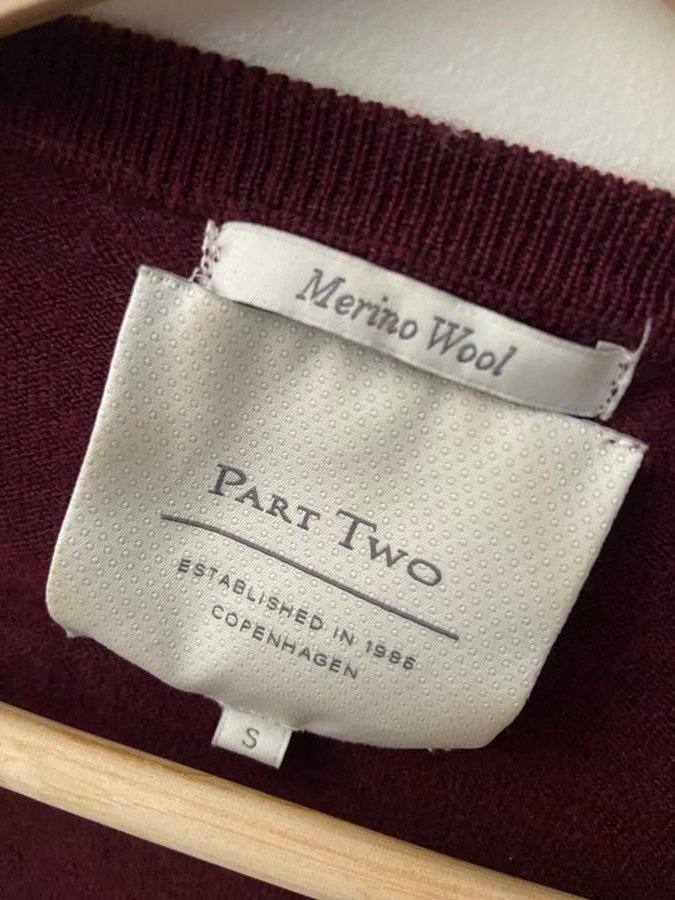 Merino Wool
PART TWO
ESTABLISHED IN 1986
COPENHAGEN
S